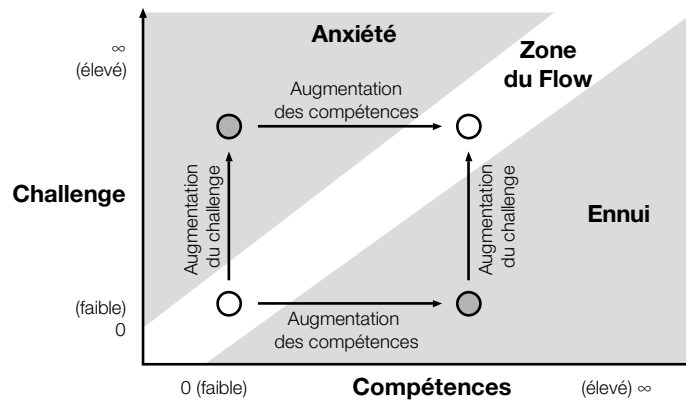 Anxiété
Zone
du Flow
∞
(élevé)
Augmentation
des compétences
Challenge
Augmentation
du challenge
Augmentation
du challenge
Ennui
(faible)
0
Augmentation
des compétences
0 (faible)
Compétences
(élevé) ∞